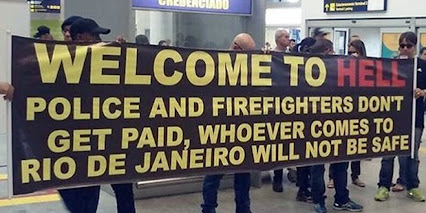 CREDENCIADO
WELCOME TO HELL
POLICE AND FIREFIGHTERS DON'T
GET PAID, WHOEVER COMES TO
RIO DE JANEIRO WILL NOT BE SAFE